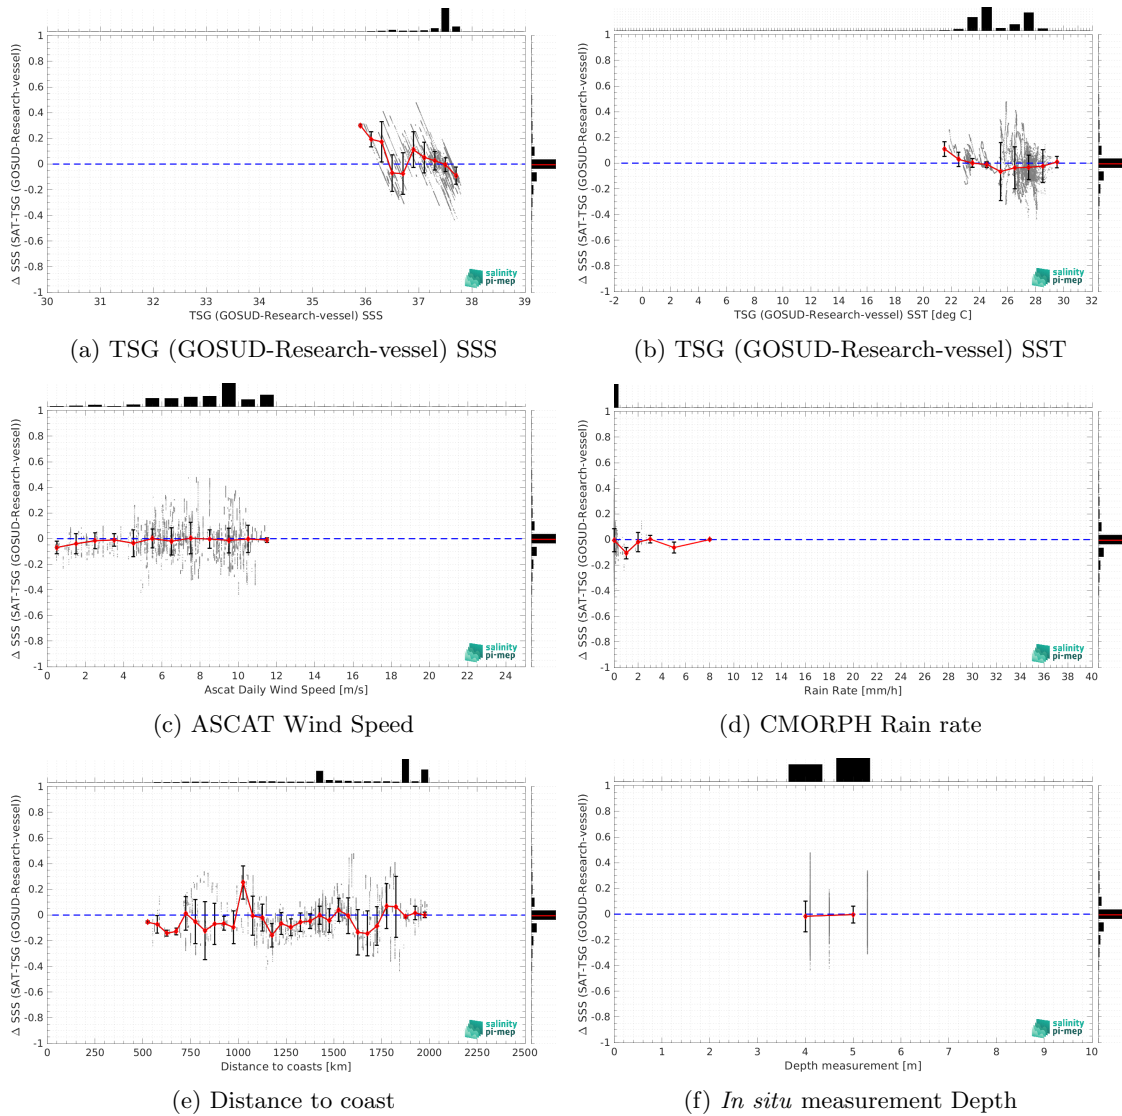 Δ SSS (SAT-TSG (GOSUD-Research-vessel))
1
0.8
0.6
0.4
0.2
0
-0.2
-0.4
-0.6
-0.8
-1
salinity
pi-mep
30 31 32 33 34 35 36 37 38 39
TSG (GOSUD-Research-vessel) SSS
(a) TSG (GOSUD-Research-vessel) SSS
Δ SSS (SAT-TSG (GOSUD-Research-vessel))
1
0.8
0.6
0.4
0.2
0
-0.2
-0.4
-0.6
-0.8
-1
salinity
pi-mep
-2 0 2 4 6 8 10 12 14 16 18 20 22 24 26 28 30 32
TSG (GOSUD-Research-vessel) SST [deg C]
(b) TSG (GOSUD-Research-vessel) SST
Δ SSS (SAT-TSG (GOSUD-Research-vessel))
1
0.8
0.6
0.4
0.2
0
-0.2
-0.4
-0.6
-0.8
-1
salinity
pi-mep
0 2 4 6 8 10 12 14 16 18 20 22 24
Ascat Daily Wind Speed [m/s]
(c) ASCAT Wind Speed
Δ SSS (SAT-TSG (GOSUD-Research-vessel))
1
0.8
0.6
0.4
0.2
0
-0.2
-0.4
-0.6
-0.8
-1
salinity
pi-mep
0 2 4 6 8 10 12 14 16 18 20 22 24 26 28 30 32 34 36 38 40
Rain Rate [mm/h]
(d) CMORPH Rain rate
Δ SSS (SAT-TSG (GOSUD-Research-vessel))
1
0.8
0.6
0.4
0.2
0
-0.2
-0.4
-0.6
-0.8
-1
salinity
pi-mep
0 250 500 750 1000 1250 1500 1750 2000 2250 2500
Distance to coasts [km]
(e) Distance to coast
Δ SSS (SAT-TSG (GOSUD-Research-vessel))
1
0.8
0.6
0.4
0.2
0
-0.2
-0.4
-0.6
-0.8
-1
salinity
pi-mep
0 1 2 3 4 5 6 7 8 9 10
Depth measurement [m]
(f) In situ measurement Depth